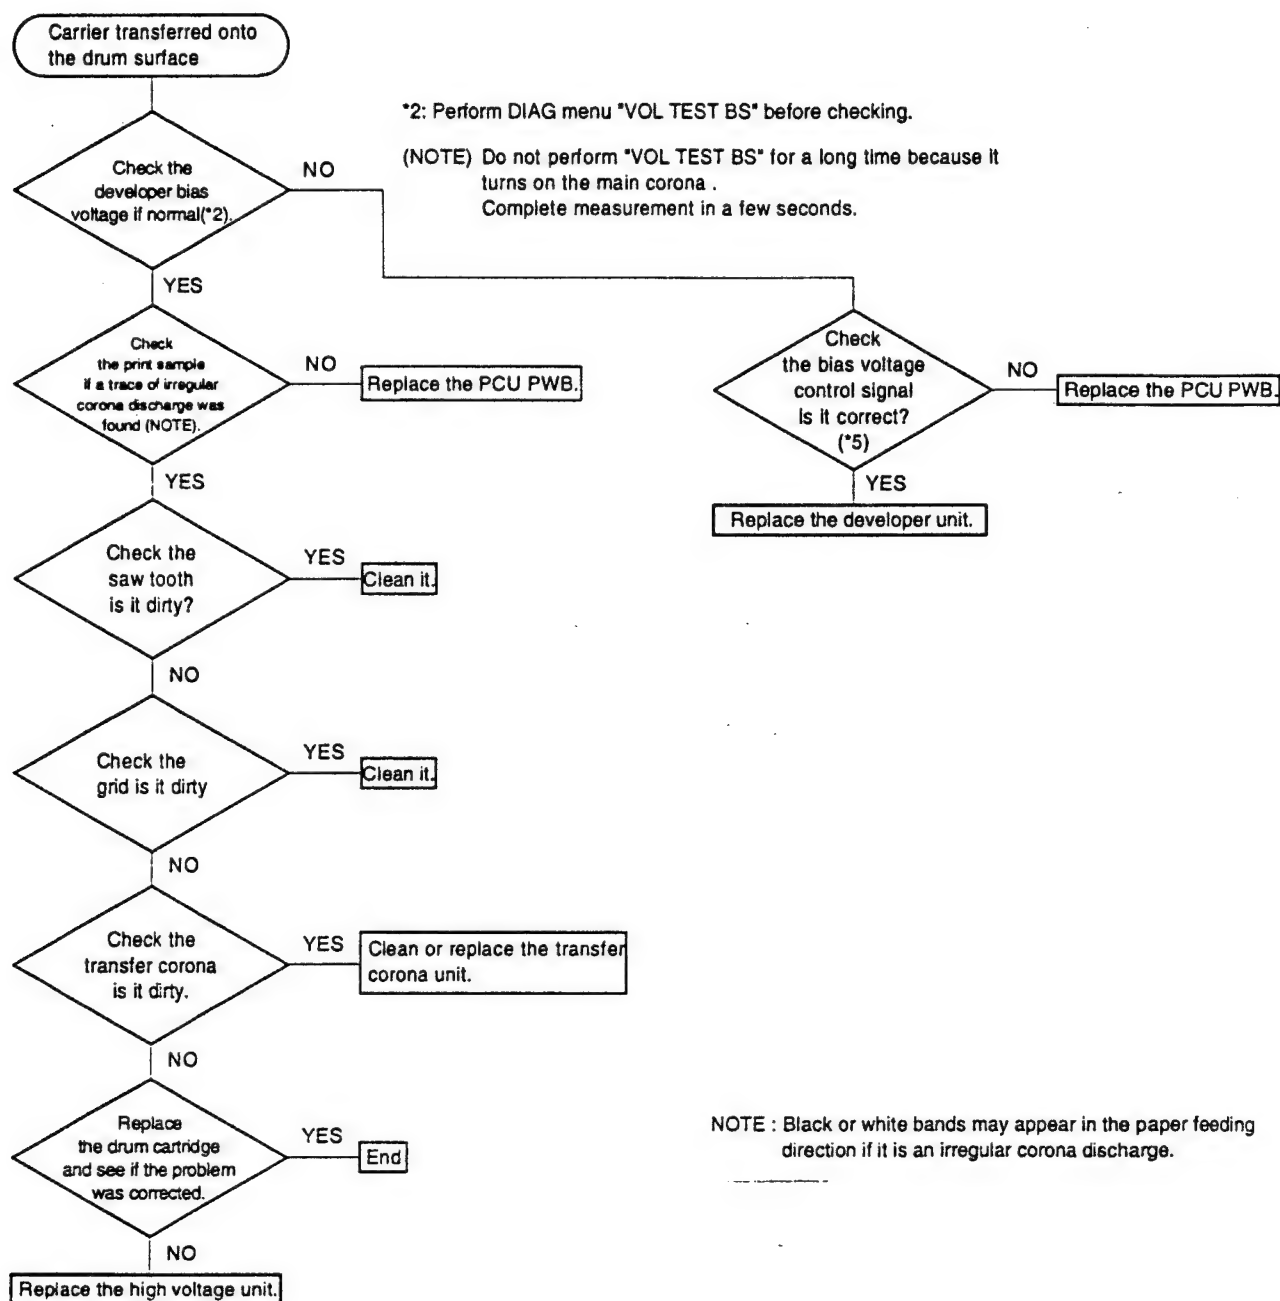 Carrier transferred onto
the drum surface
*2: Perform DIAG menu "VOL TEST BS" before checking.
(NOTE) Do not perform "VOL TEST BS" for a long time because it
turns on the main corona .
Complete measurement in a few seconds.
Check the
developer bias
voltage if normal(*2).
NO
YES
Check
the print sample
if a trace of irregular
corona discharge was
found (NOTE).
NO
Replace the PCU PWB.
Check
the bias voltage
control signal
Is it correct?
(*5)
NO
Replace the PCU PWB.
YES
Replace the developer unit.
YES
Check the
saw tooth
is it dirty?
YES
Clean it.
NO
Check the
grid is it dirty
YES
Clean it.
NO
Check the
transfer corona
is it dirty.
YES
Clean or replace the transfer
corona unit.
NO
Replace
the drum cartridge
and see if the problem
was corrected.
YES
End
NOTE : Black or white bands may appear in the paper feeding
direction if it is an irregular corona discharge.
NO
Replace the high voltage unit.